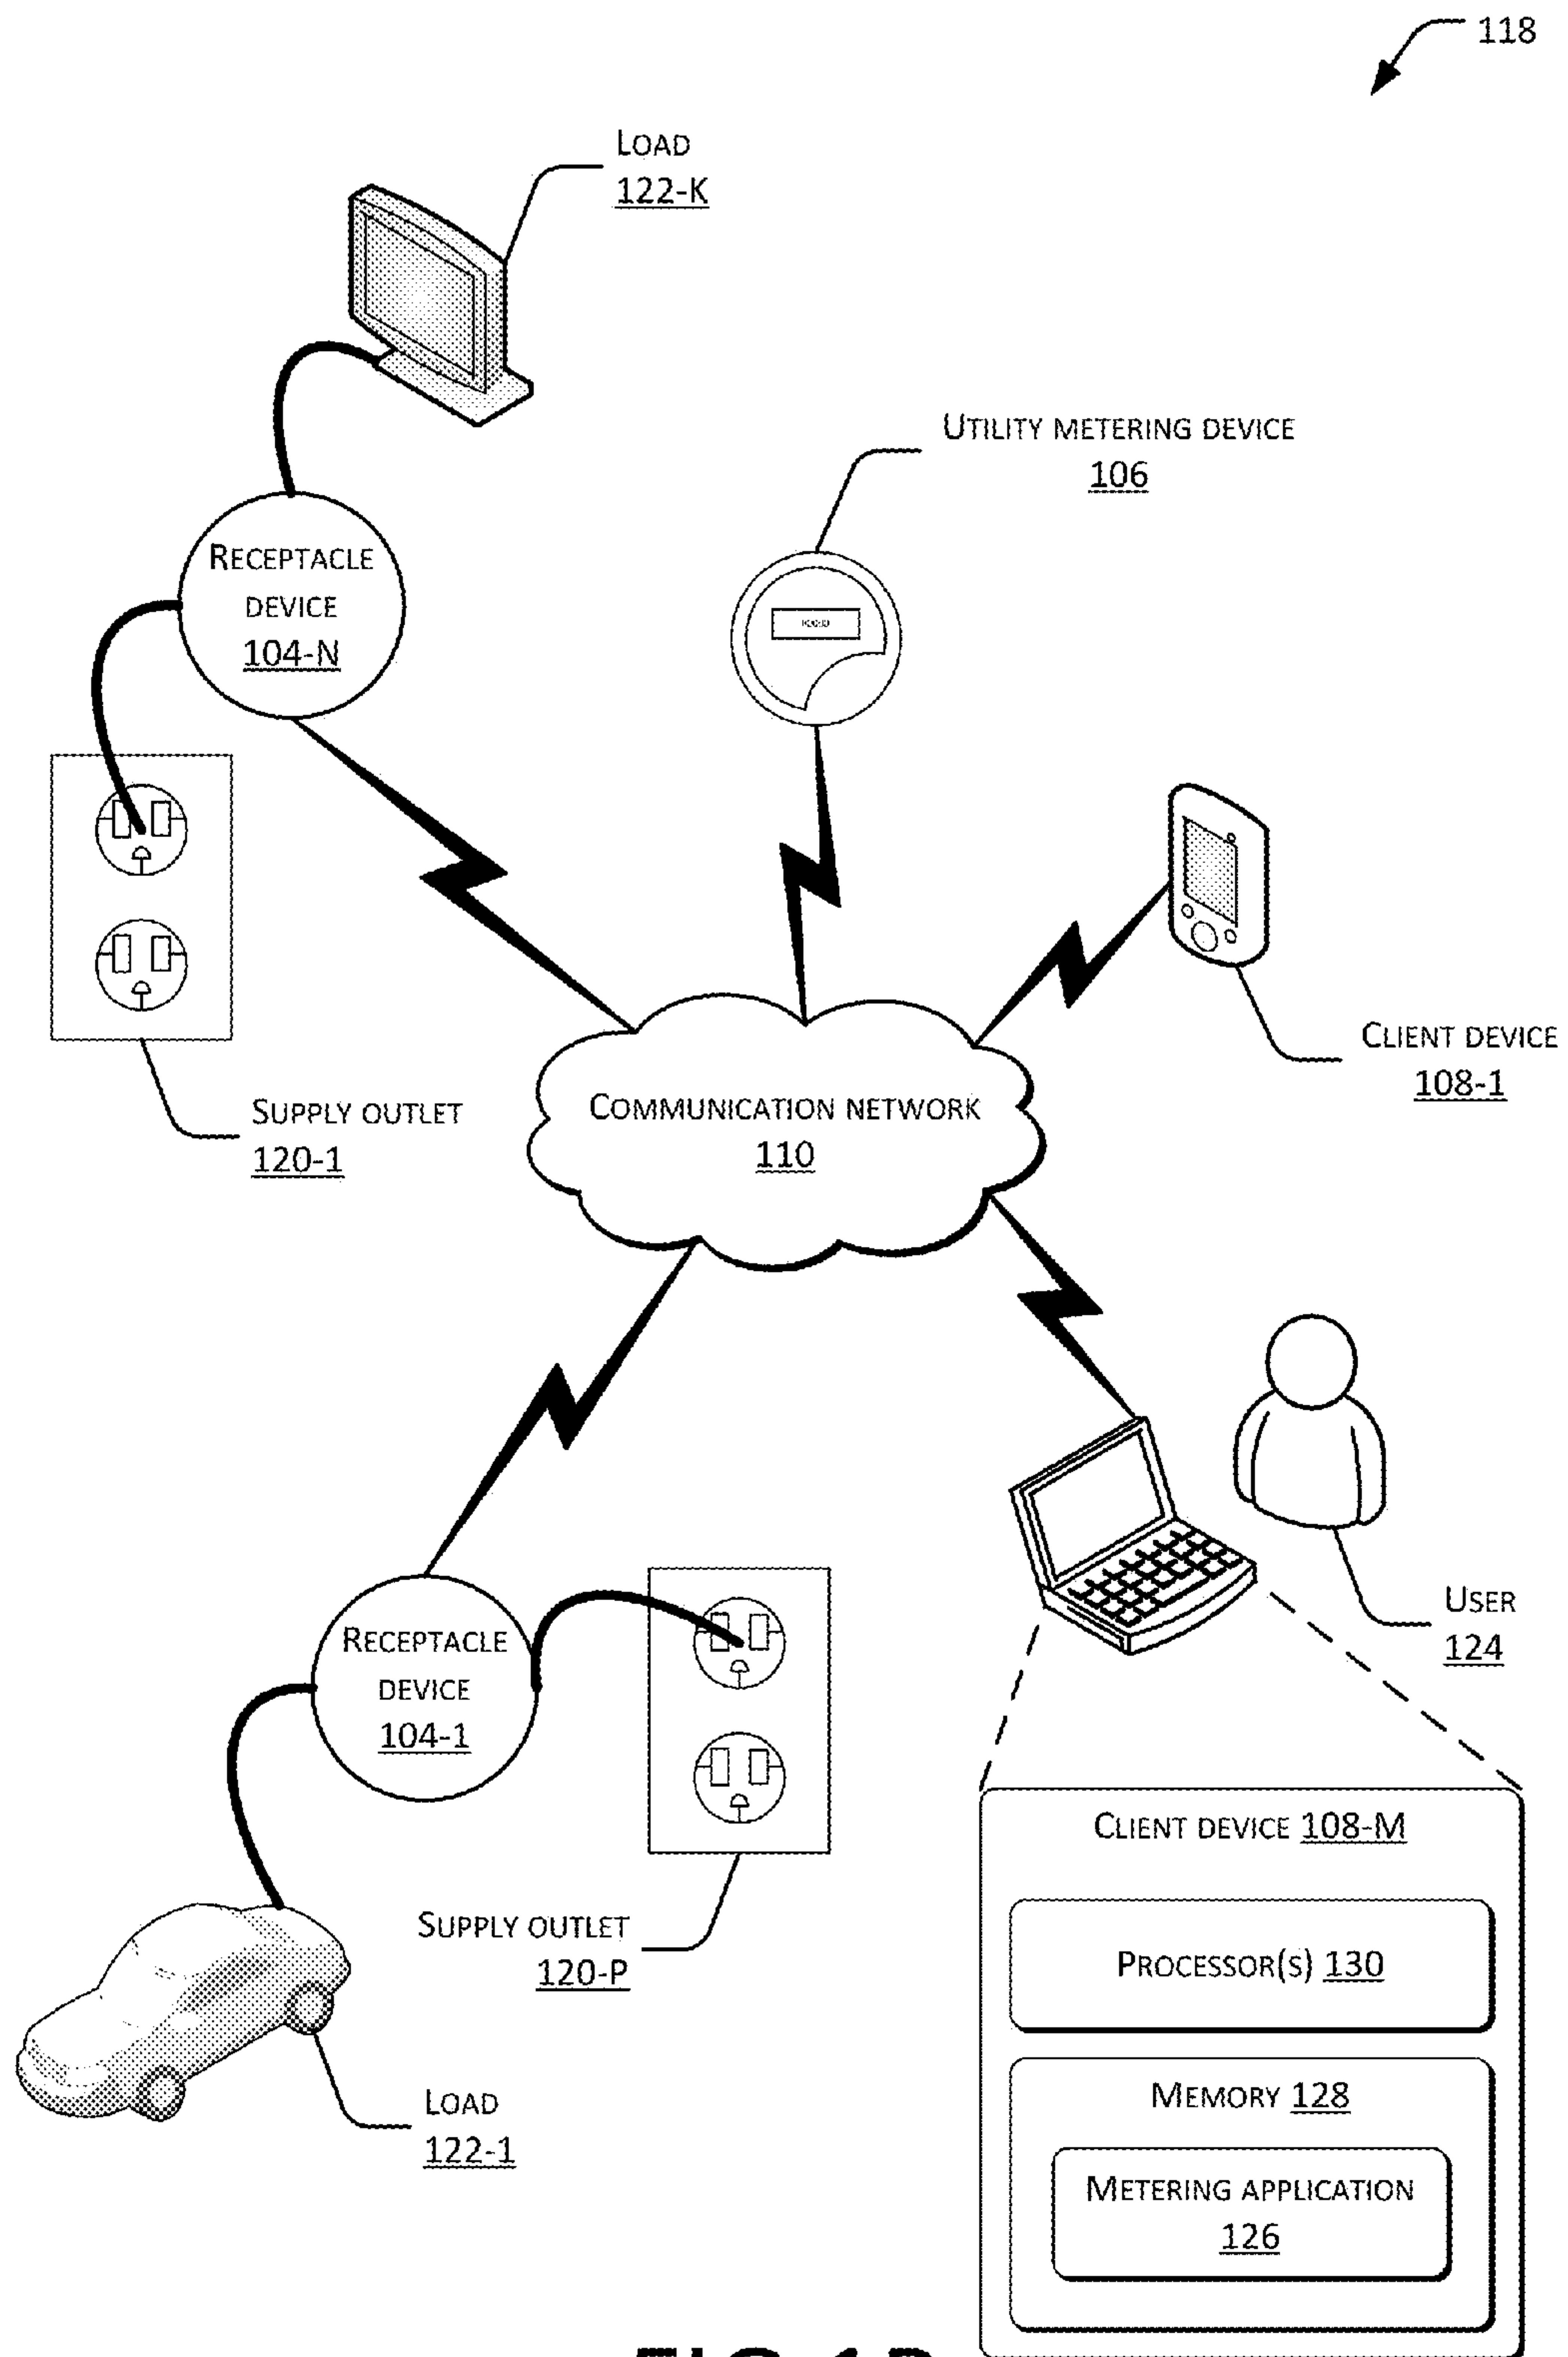 118
LOAD
122-K
UTILITY METERING DEVICE
106
RECEPTACLE
DEVICE
104-N
CLIENT DEVICE
108-1
SUPPLY OUTLET
120-1
COMMUNICATION NETWORK
110
RECEPTACLE
DEVICE
104-1
USER
124
SUPPLY OUTLET
120-P
LOAD
122-1
CLIENT DEVICE 108-M
PROCESSOR(S) 130
MEMORY 128
METERING APPLICATION
126